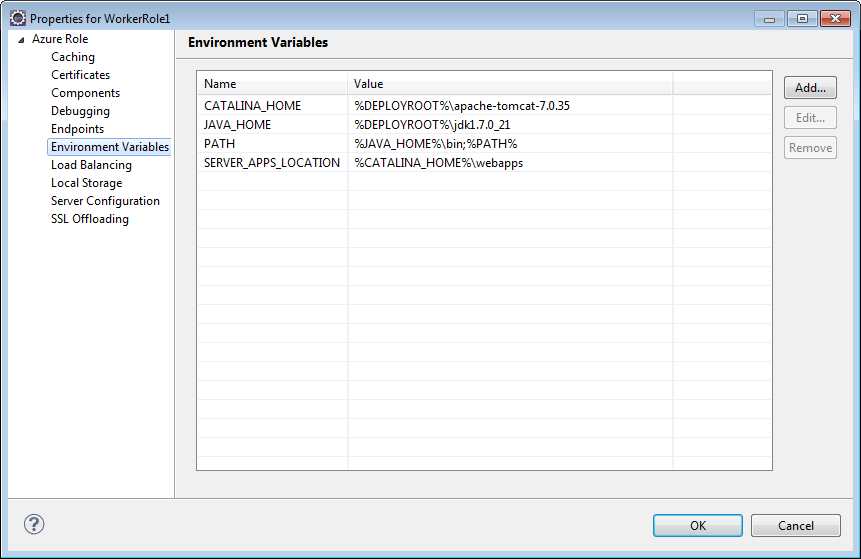 Properties for WorkerRole1
Azure Role
Caching
Certificates
Components
Debugging
Endpoints
Environment Variables
Load Balancing
Local Storage
Server Configuration
SSL Offloading
Environment Variables
Name Value
CATALINA_HOME %DEPLOYROOT%\apache-tomcat-7.0.35
JAVA_HOME %DEPLOYROOT%\jdk1.7.0_21
PATH %JAVA_HOME%\bin;%PATH%
SERVER_APPS_LOCATION %CATALINA_HOME%\webapps
Add...
Edit...
Remove
?
OK Cancel